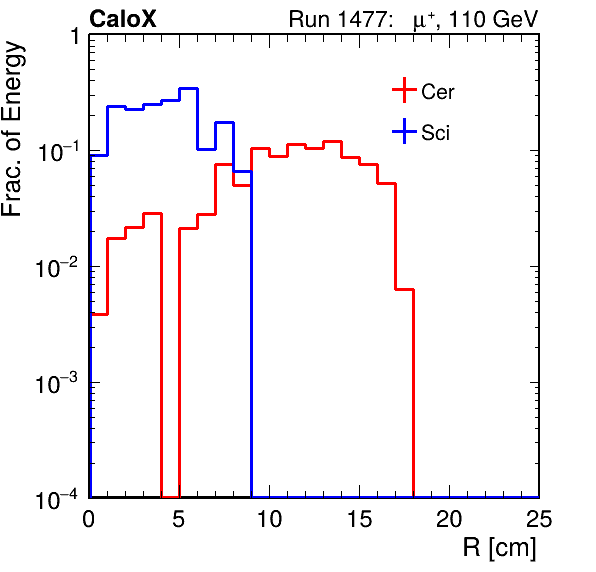 CaloX Run 1477: μ⁺, 110 GeV
Frac. of Energy
1
10⁻¹
10⁻²
10⁻³
10⁻⁴
Cer
Sci
0 5 10 15 20 25
R [cm]